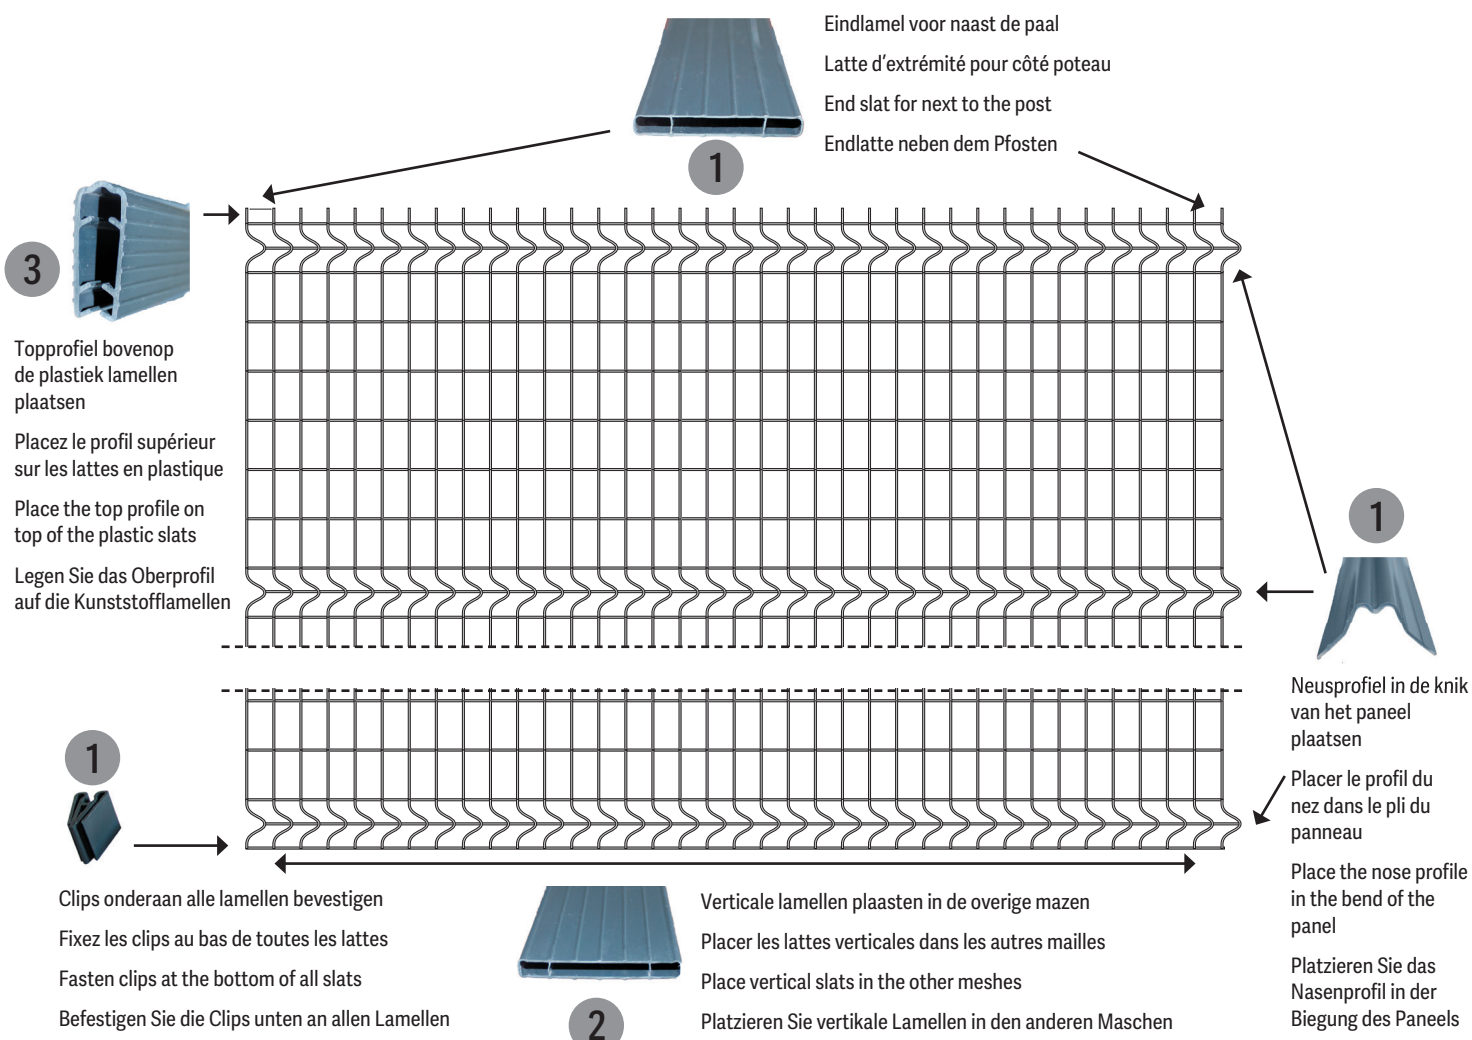 Eindlamel voor naast de paal
Latte d'extrémité pour côté poteau
End slat for next to the post
Endlatte neben dem Pfosten
1
3
Topprofiel bovenop
de plastiek lamellen
plaatsen
Placez le profil supérieur
sur les lattes en plastique
Place the top profile on
top of the plastic slats
Legen Sie das Oberprofil
auf die Kunststofflamellen
1
Neusprofiel in de knik
van het paneel
plaatsen
Placer le profil du
nez dans le pli du
panneau
Place the nose profile
in the bend of the
panel
Platzieren Sie das
Nasenprofil in der
Biegung des Paneels
1
Clips onderaan alle lamellen bevestigen
Fixez les clips au bas de toutes les lattes
Fasten clips at the bottom of all slats
Befestigen Sie die Clips unten an allen Lamellen
2
Verticale lamellen plaasten in de overige mazen
Placer les lattes verticales dans les autres mailles
Place vertical slats in the other meshes
Platzieren Sie vertikale Lamellen in den anderen Maschen